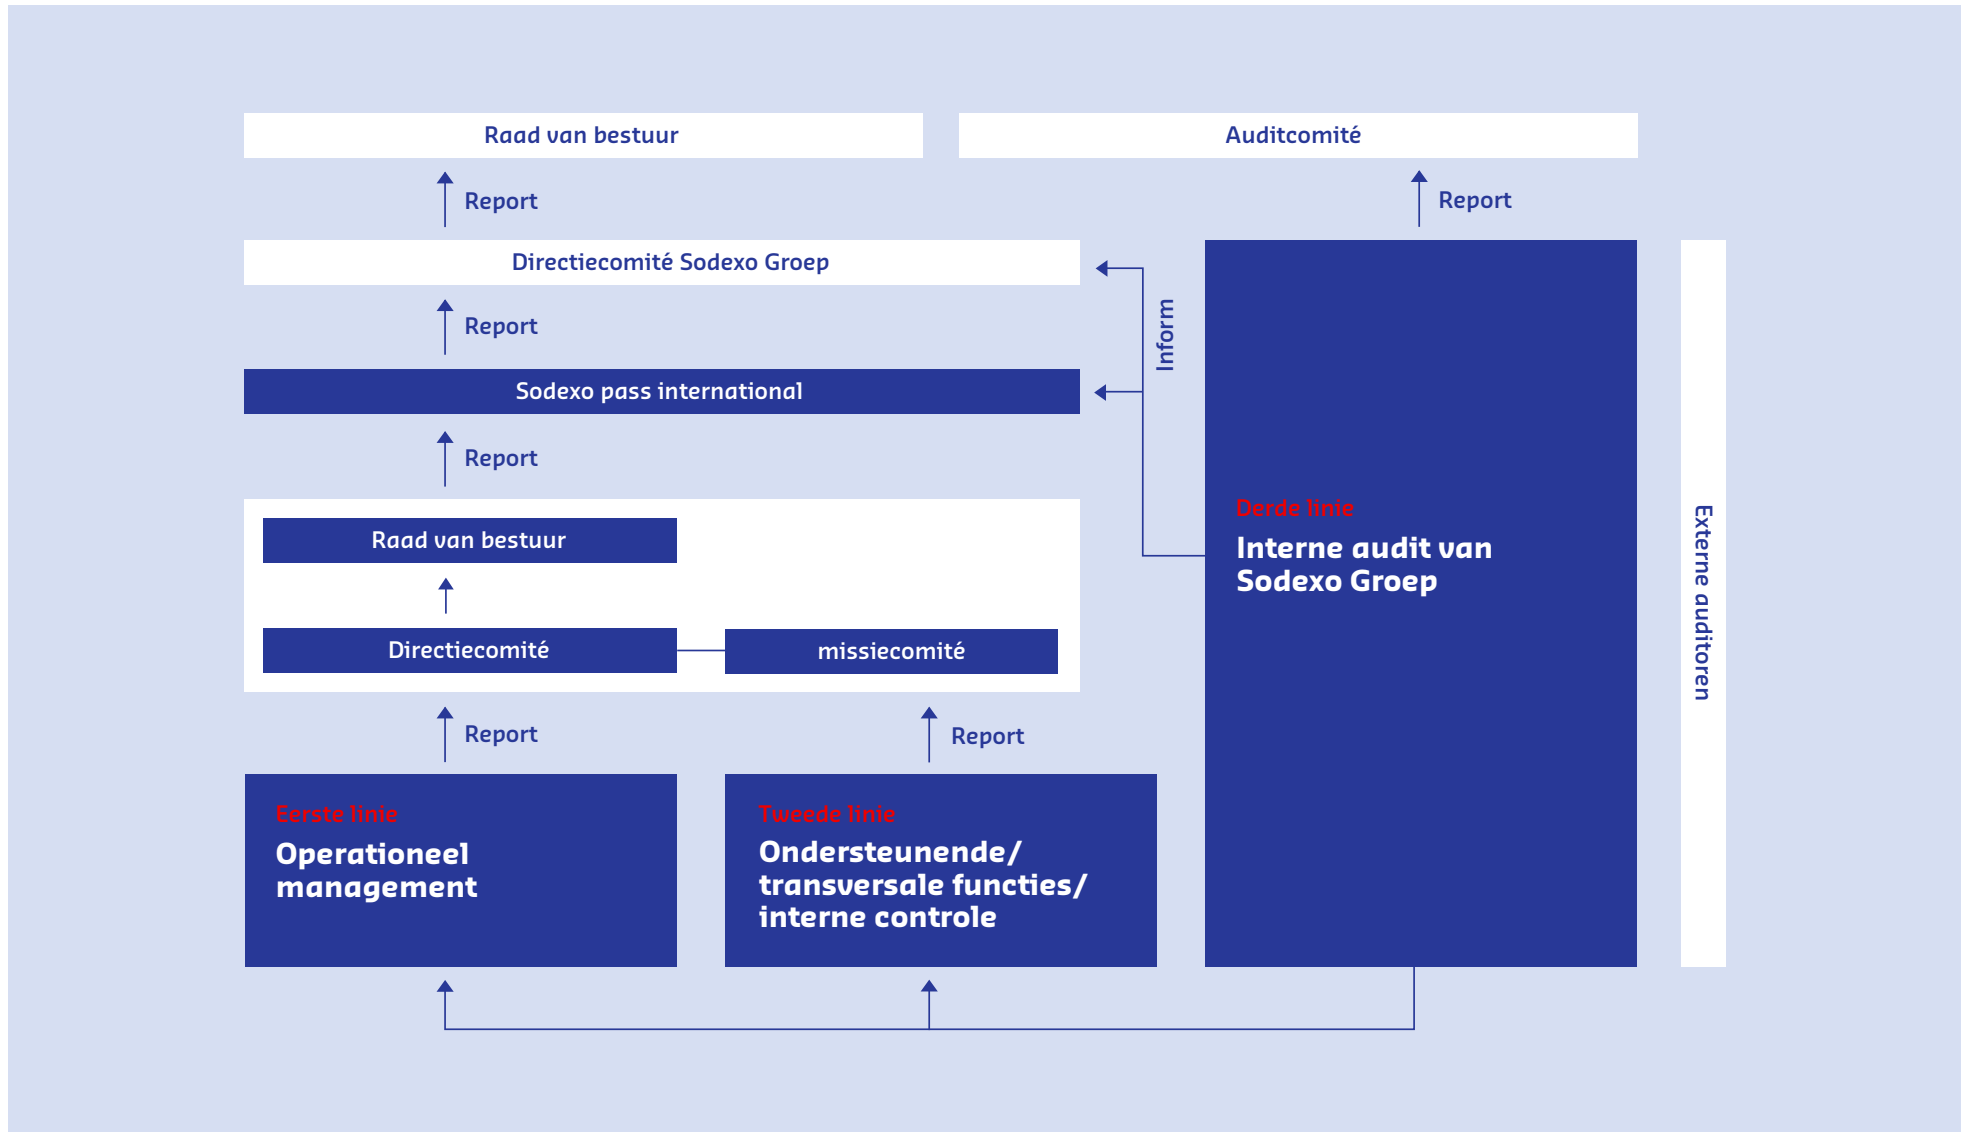 Raad van bestuur
Auditcomité
Report
Report
Directiecomité Sodexo Groep
Report
Inform
Sodexo pass international
Report
Raad van bestuur
Directiecomité
missiecomité
Derde linie
Interne audit van
Sodexo Groep
Externe auditoren
Report
Report
Eerste linie
Operationeel
management
Tweede linie
Ondersteunende/
transversale functies/
interne controle